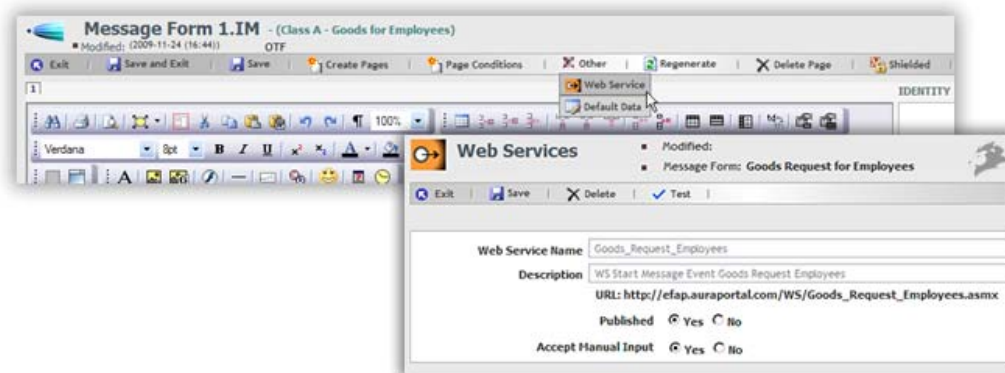 Message Form 1.IM - (Class A - Goods for Employees)
Modified: (2009-11-24 (16:44)) OTF
Exit Save and Exit Save Create Pages Page Conditions Other Regenerate Delete Page Shielded
Web Service
Default Data
1
IDENTITY
100%
Verdana 8pt B I U x² x₂ A
A
Web Services
Modified:
Message Form: Goods Request for Employees
Exit Save Delete Test
Web Service Name Goods_Request_Employees
Description WS Start Message Event Goods Request Employees
URL: http://efap.auraportal.com/WS/Goods_Request_Employees.asmx
Published Yes No
Accept Manual Input Yes No